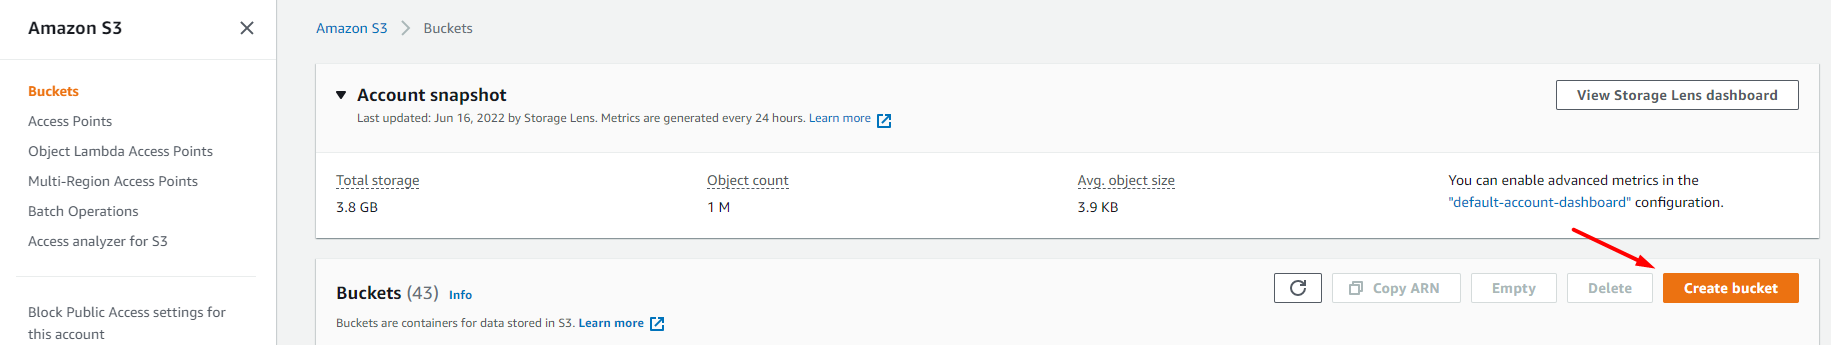 Amazon S3
Buckets
Access Points
Object Lambda Access Points
Multi-Region Access Points
Batch Operations
Access analyzer for S3
Block Public Access settings for
this account
Amazon S3 Buckets
Account snapshot
View Storage Lens dashboard
Last updated: Jun 16, 2022 by Storage Lens. Metrics are generated every 24 hours. Learn more
Total storage
3.8 GB
Object count
1 M
Avg. object size
3.9 KB
You can enable advanced metrics in the
"default-account-dashboard" configuration.
Buckets (43) Info
Copy ARN
Empty
Delete
Create bucket
Buckets are containers for data stored in S3. Learn more